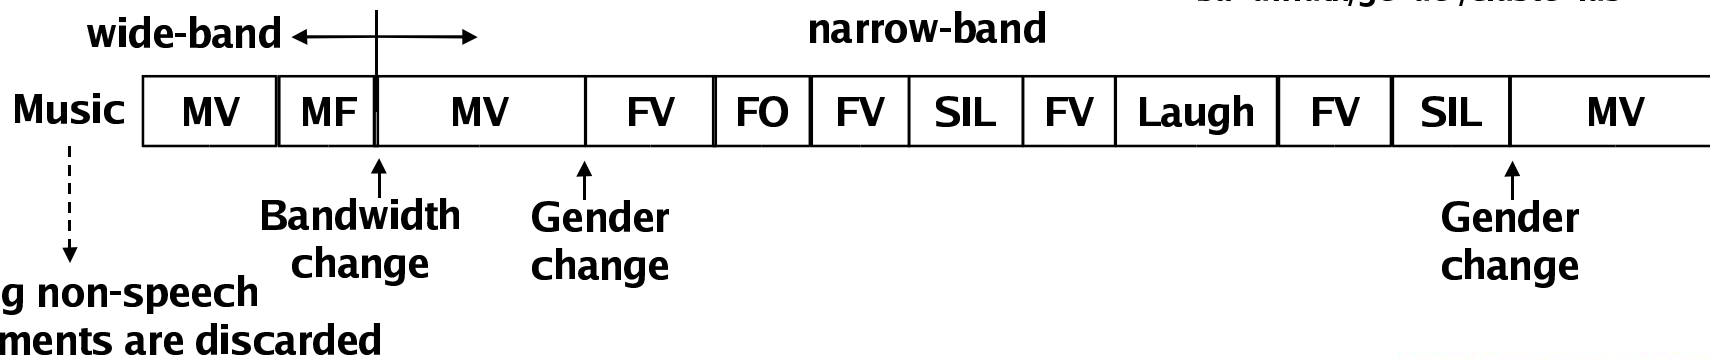 wide-band
narrow-band
Music MV MF MV FV FO FV SIL FV Laugh FV SIL MV
Bandwidth
change
Gender
change
Gender
change
g non-speech
ments are discarded